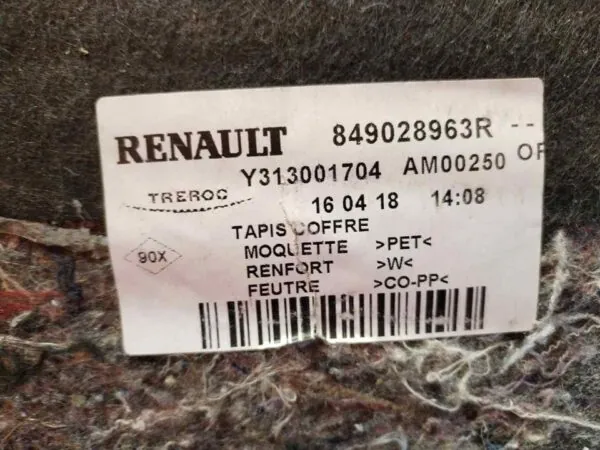 RENAULT 849028963R --
Y313001704 AM00250 OF
TREROC 16 04 18 14:08
TAPIS COFFRE
90X MOQUETTE >PET<
RENFORT >W<
FEUTRE >CO-PP<